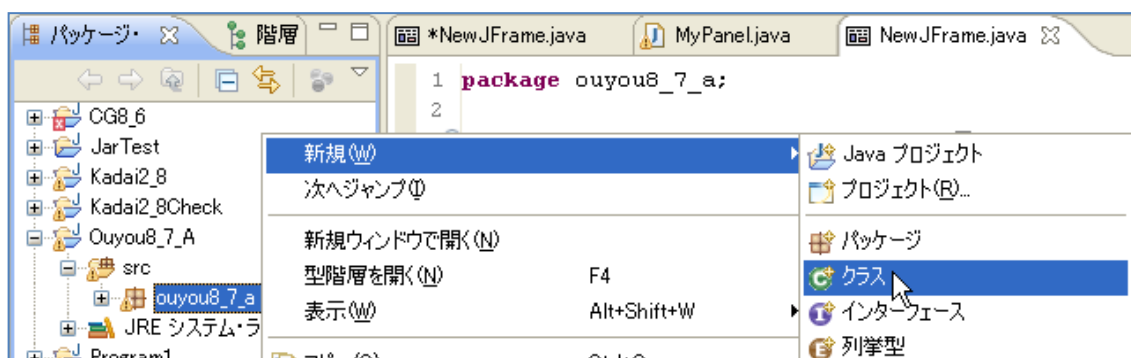 パッケージ・ 階層
*NewJFrame.java MyPanel.java NewJFrame.java
1 package ouyou8_7_a;
2
CG8_6
JarTest
Kadai2_8
Kadai2_8Check
Ouyou8_7_A
src
ouyou8_7_a
JRE システム・ラ
Program1
新規(W)
次へジャンプ(I)
新規ウィンドウで開く(N)
型階層を開く(N) F4
表示(W) Alt+Shift+W
Java プロジェクト
プロジェクト(R)...
パッケージ
クラス
インターフェース
列挙型